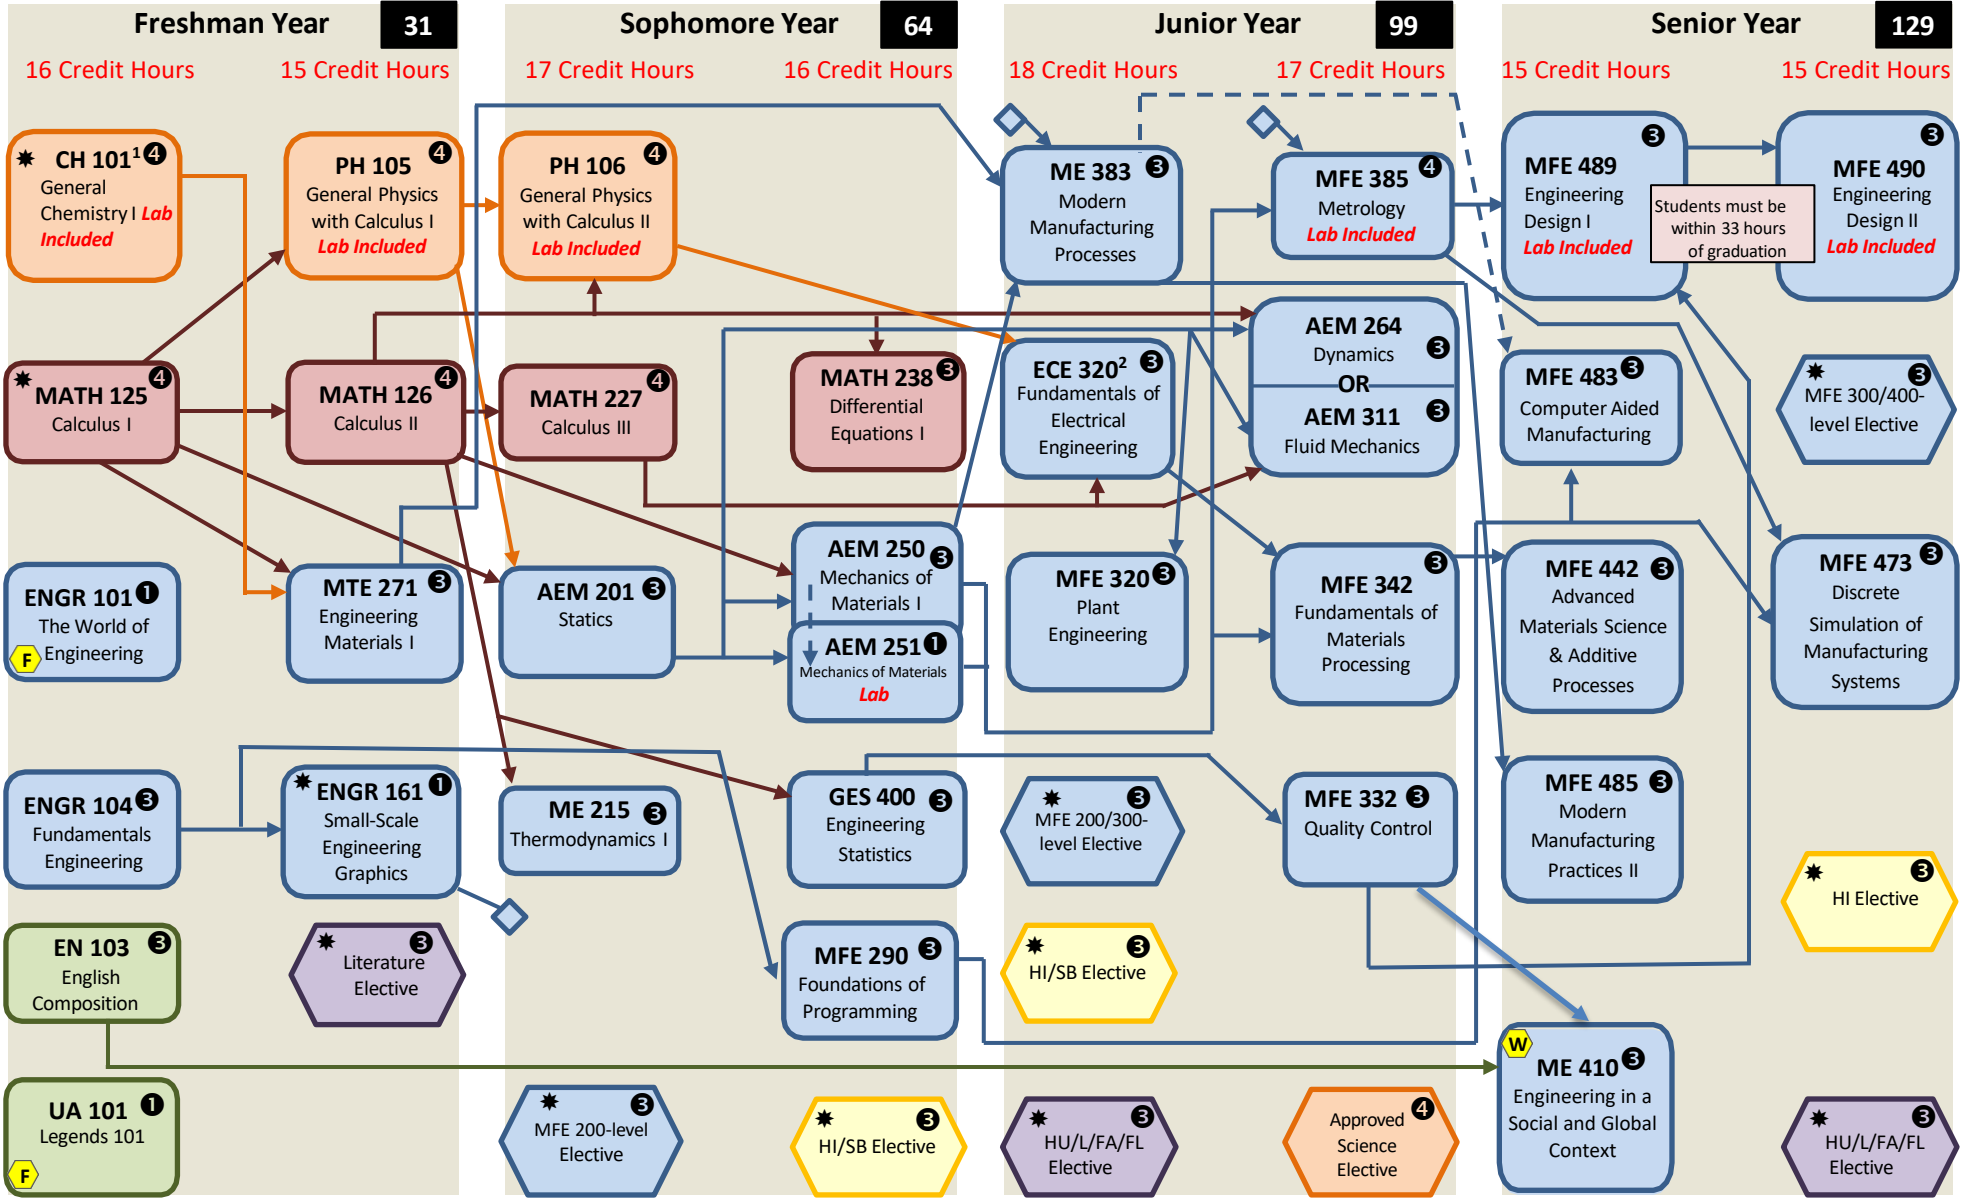 Freshman Year 31 Sophomore Year 64 Junior Year 99 Senior Year 129
16 Credit Hours 15 Credit Hours 17 Credit Hours 16 Credit Hours 18 Credit Hours 17 Credit Hours 15 Credit Hours 15 Credit Hours
CH 101¹ 4
General
Chemistry I Lab
Included
MATH 125 4
Calculus I
ENGR 101 1
The World of
Engineering
F
ENGR 104 3
Fundamentals
Engineering
EN 103 3
English
Composition
UA 101 1
Legends 101
F
PH 105 4
General Physics
with Calculus I
Lab Included
MATH 126 4
Calculus II
MTE 271 3
Engineering
Materials I
ENGR 161 1
Small-Scale
Engineering
Graphics
3
Literature
Elective
PH 106 4
General Physics
with Calculus II
Lab Included
MATH 227 4
Calculus III
AEM 201 3
Statics
ME 215 3
Thermodynamics I
3
MFE 200-level
Elective
MATH 238 3
Differential
Equations I
AEM 250 3
Mechanics of
Materials I
AEM 251 1
Mechanics of Materials
Lab
GES 400 3
Engineering
Statistics
MFE 290 3
Foundations of
Programming
3
HI/SB Elective
ME 383 3
Modern
Manufacturing
Processes
ECE 320² 3
Fundamentals of
Electrical
Engineering
MFE 320 3
Plant
Engineering
3
MFE 200/300-
level Elective
3
HI/SB Elective
3
HU/L/FA/FL
Elective
MFE 385 4
Metrology
Lab Included
AEM 264
Dynamics 3
OR
AEM 311 3
Fluid Mechanics
MFE 342 3
Fundamentals of
Materials
Processing
MFE 332 3
Quality Control
Approved 4
Science
Elective
3
MFE 489
Engineering
Design I
Lab Included
Students must be
within 33 hours
of graduation
MFE 483 3
Computer Aided
Manufacturing
MFE 442 3
Advanced
Materials Science
& Additive
Processes
MFE 485 3
Modern
Manufacturing
Practices II
W
ME 410 3
Engineering in a
Social and Global
Context
3
MFE 490
Engineering
Design II
Lab Included
3
MFE 300/400-
level Elective
MFE 473 3
Discrete
Simulation of
Manufacturing
Systems
3
HI Elective
3
HU/L/FA/FL
Elective